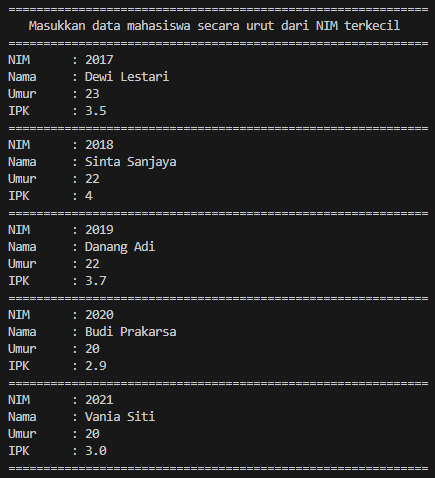 ============================================================
Masukkan data mahasiswa secara urut dari NIM terkecil
============================================================
NIM : 2017
Nama : Dewi Lestari
Umur : 23
IPK : 3.5
============================================================
NIM : 2018
Nama : Sinta Sanjaya
Umur : 22
IPK : 4
============================================================
NIM : 2019
Nama : Danang Adi
Umur : 22
IPK : 3.7
============================================================
NIM : 2020
Nama : Budi Prakarsa
Umur : 20
IPK : 2.9
============================================================
NIM : 2021
Nama : Vania Siti
Umur : 20
IPK : 3.0
============================================================